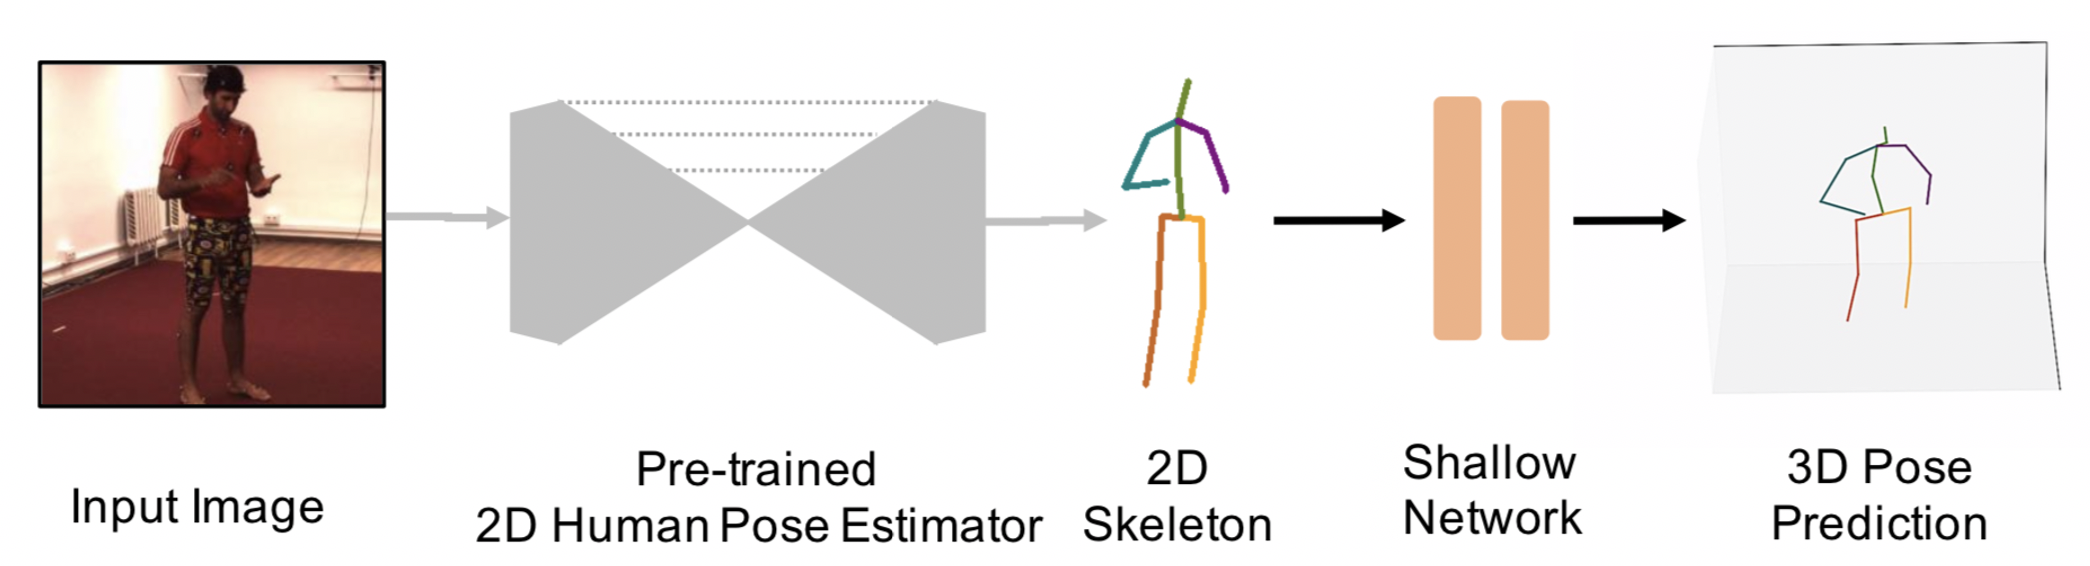 Input Image
Pre-trained
2D Human Pose Estimator
2D
Skeleton
Shallow
Network
3D Pose
Prediction